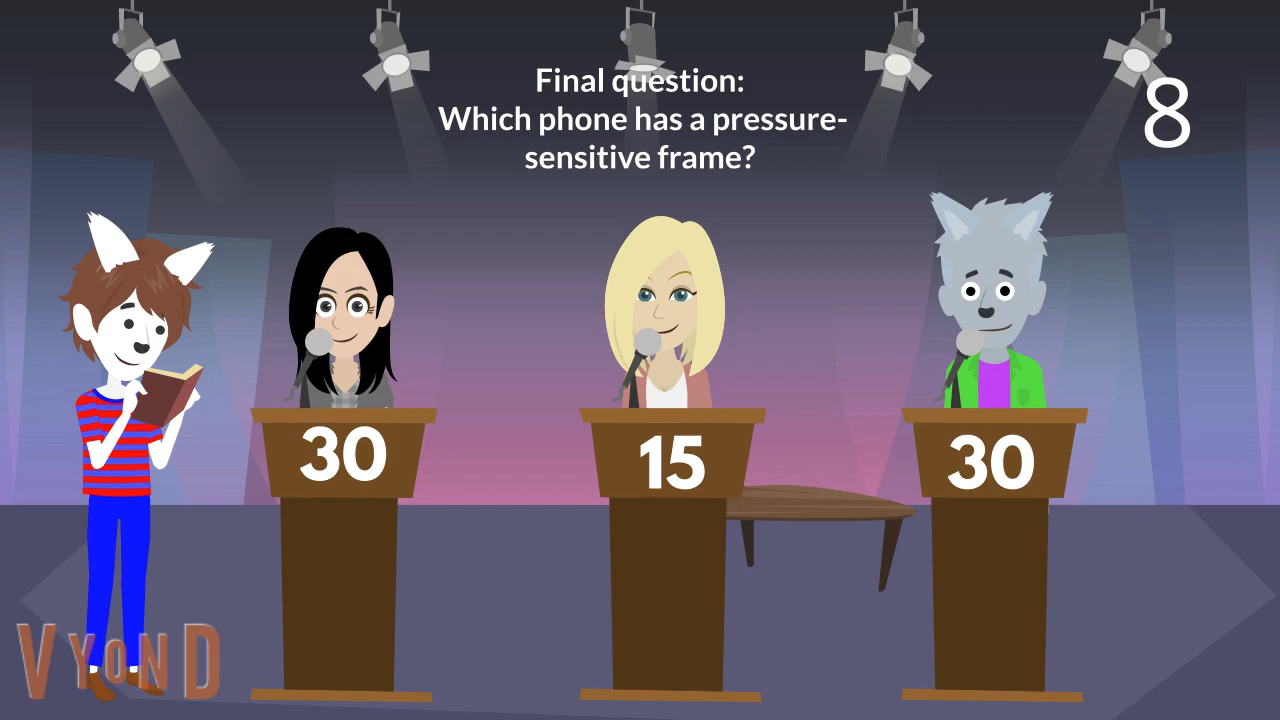 Final question:
Which phone has a pressure-
sensitive frame?
8
30
15
30
VYOND